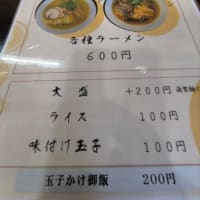 各種ラーメン
600円
大盛 +200円
ライス 100円
味付け玉子 100円
玉子かけ御飯 200円